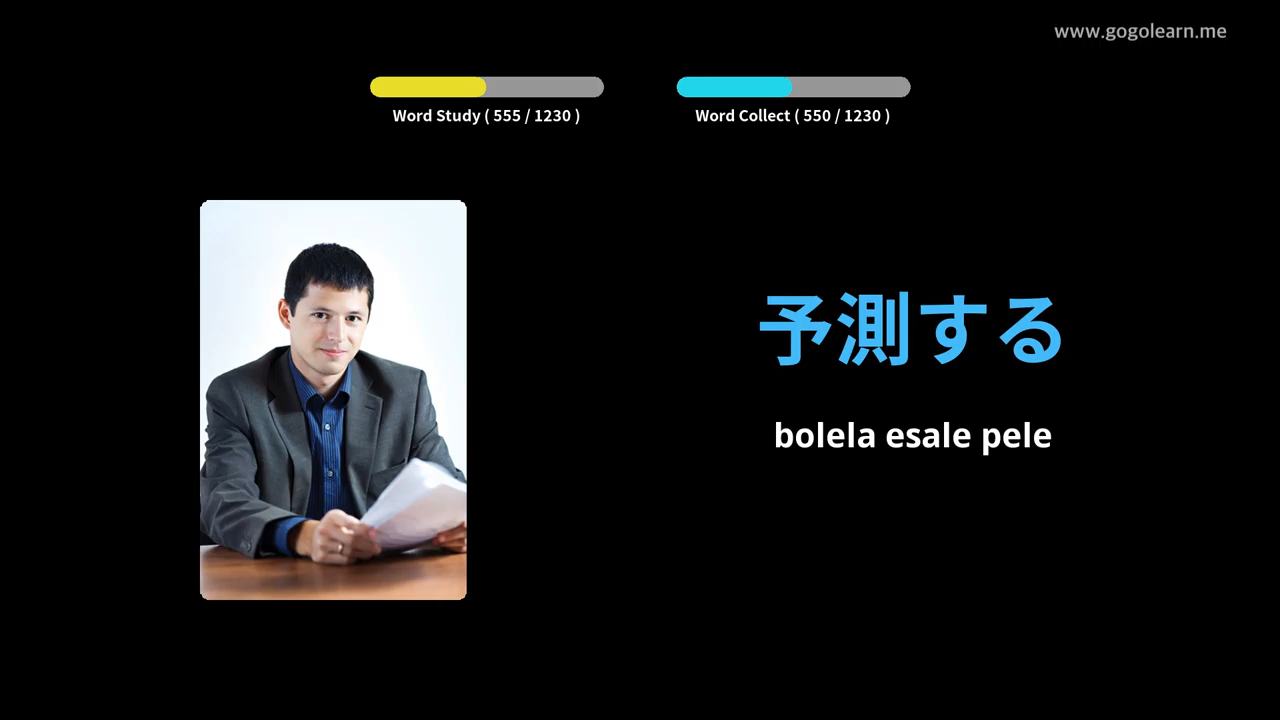 www.gogolearn.me
Word Study ( 555 / 1230 )
Word Collect ( 550 / 1230 )
予測する
bolela esale pele